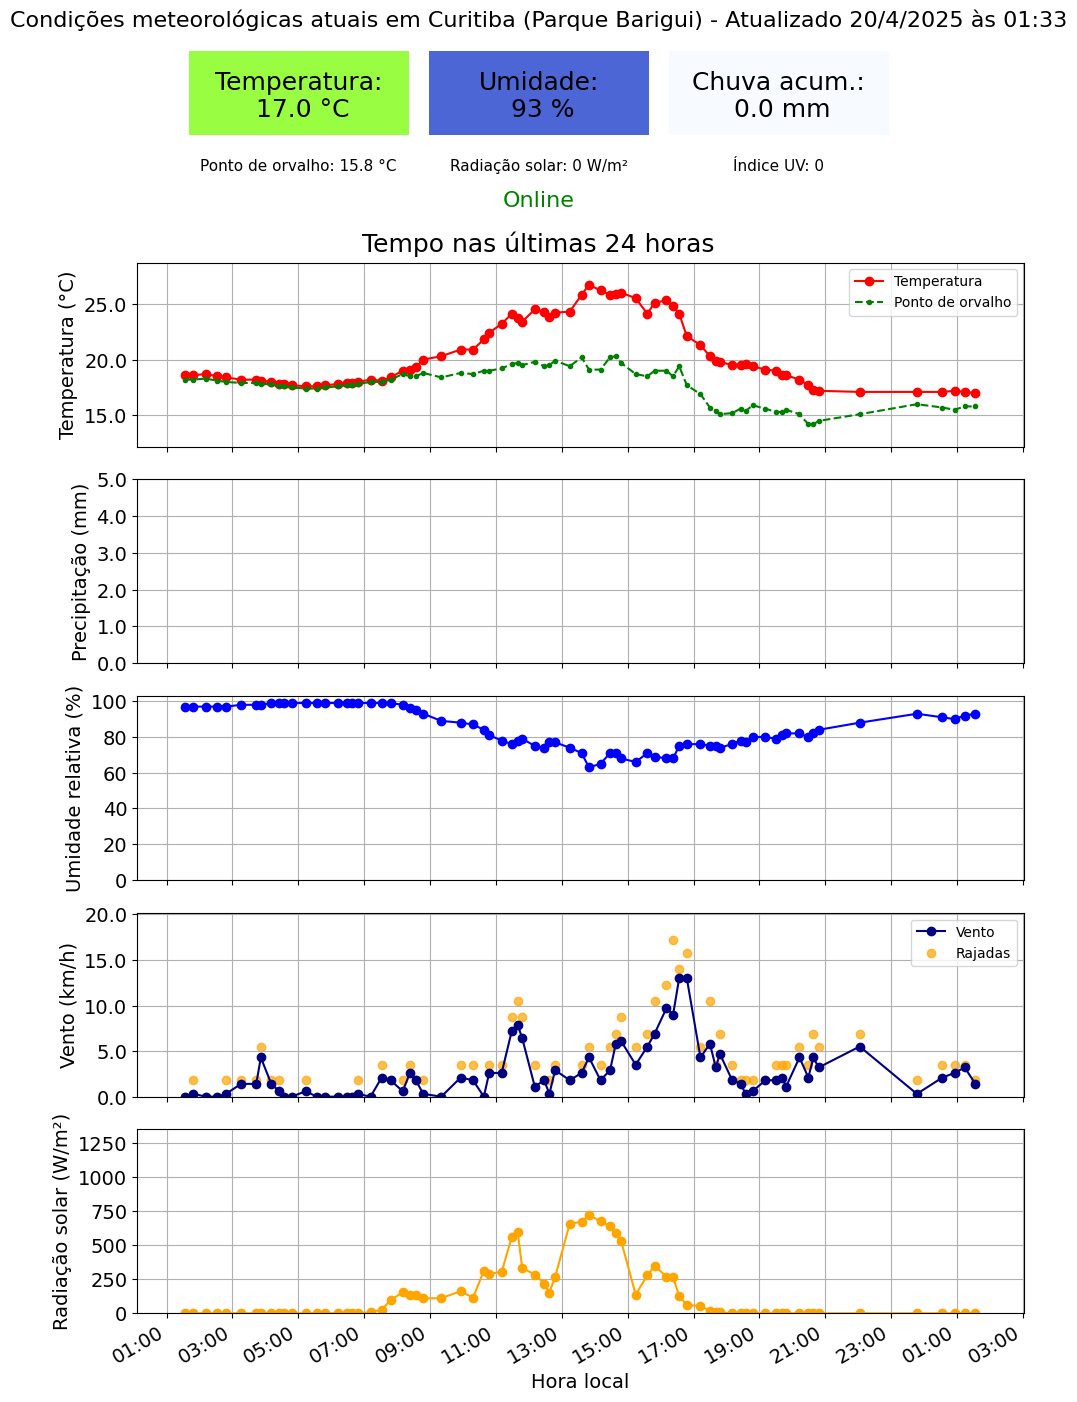 Condições meteorológicas atuais em Curitiba (Parque Barigui) - Atualizado 20/4/2025 às 01:33
Temperatura:
17.0 °C
Umidade:
93 %
Chuva acum.:
0.0 mm
Ponto de orvalho: 15.8 °C
Radiação solar: 0 W/m²
Índice UV: 0
Online
Tempo nas últimas 24 horas
Temperatura (°C)
25.0
20.0
15.0
Temperatura
Ponto de orvalho
Precipitação (mm)
5.0
4.0
3.0
2.0
1.0
0.0
Umidade relativa (%)
100
80
60
40
20
0
Vento (km/h)
20.0
15.0
10.0
5.0
0.0
Vento
Rajadas
Radiação solar (W/m²)
1250
1000
750
500
250
0
01:00
03:00
05:00
07:00
09:00
11:00
13:00
15:00
17:00
19:00
21:00
23:00
01:00
03:00
Hora local